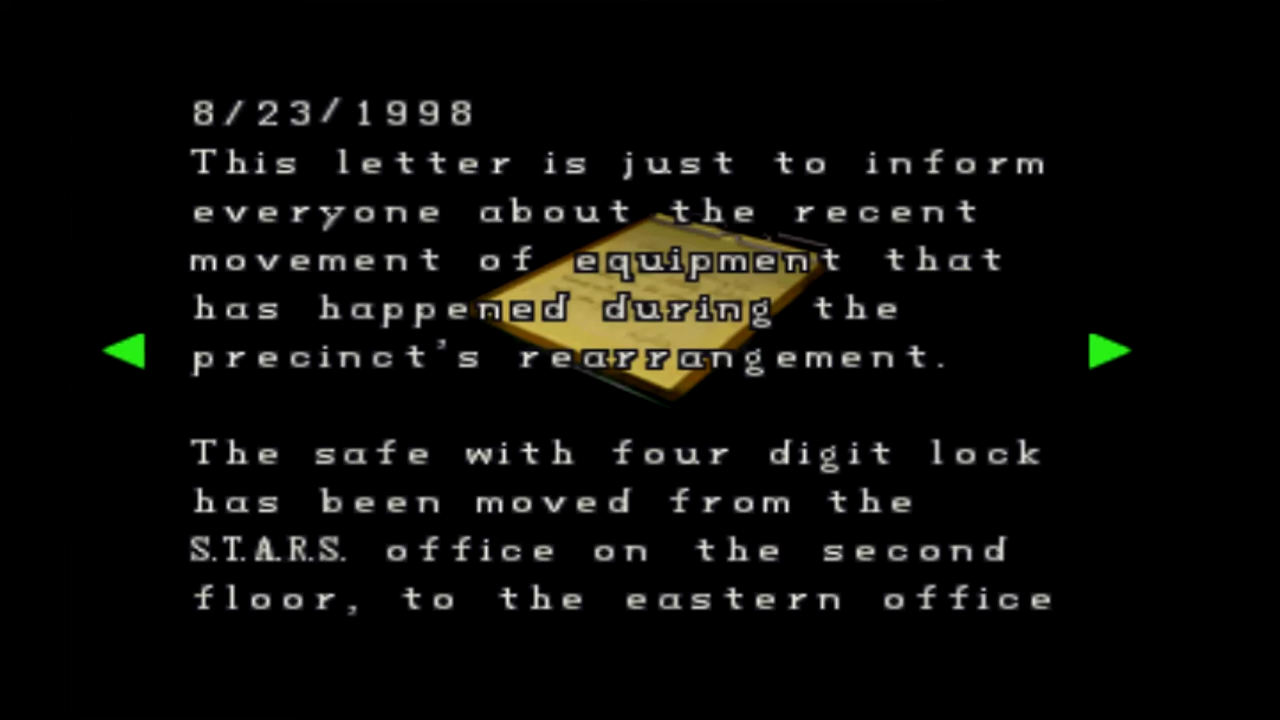 8/23/1998
This letter is just to inform
everyone about the recent
movement of equipment that
has happened during the
precinct's rearrangement.
The safe with four digit lock
has been moved from the
S.T.A.R.S. office on the second
floor, to the eastern office